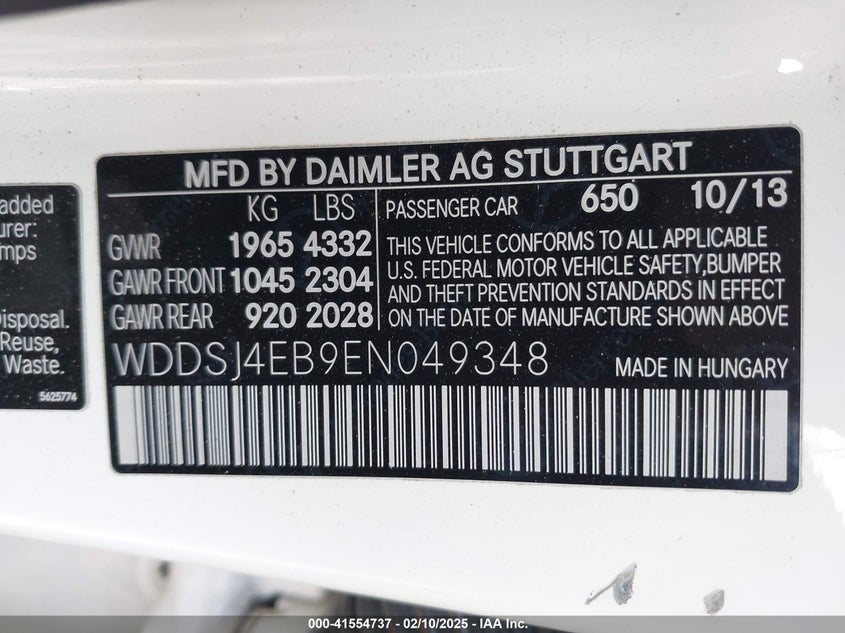 added
urer:
mps
Disposal.
Reuse,
Waste.
5625774
MFD BY DAIMLER AG STUTTGART
KG LBS
GVWR 1965 4332
GAWR FRONT 1045 2304
GAWR REAR 920 2028
PASSENGER CAR 650 10/13
THIS VEHICLE CONFORMS TO ALL APPLICABLE
U.S. FEDERAL MOTOR VEHICLE SAFETY,BUMPER
AND THEFT PREVENTION STANDARDS IN EFFECT
ON THE DATE OF MANUFACTURE SHOWN ABOVE
WDDSJ4EB9EN049348 MADE IN HUNGARY
000-41554737 - 02/10/2025 - IAA Inc.